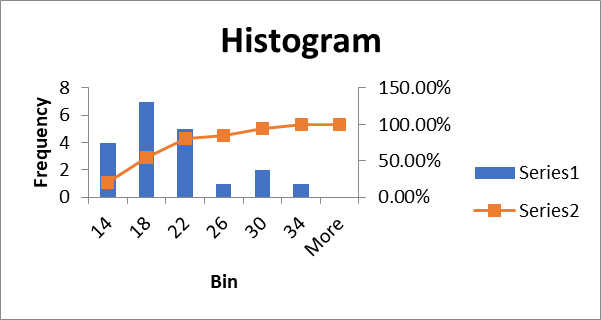 Histogram
Frequency
8
6
4
2
0
150.00%
100.00%
50.00%
0.00%
14
18
22
26
30
34
More
Bin
Series1
Series2